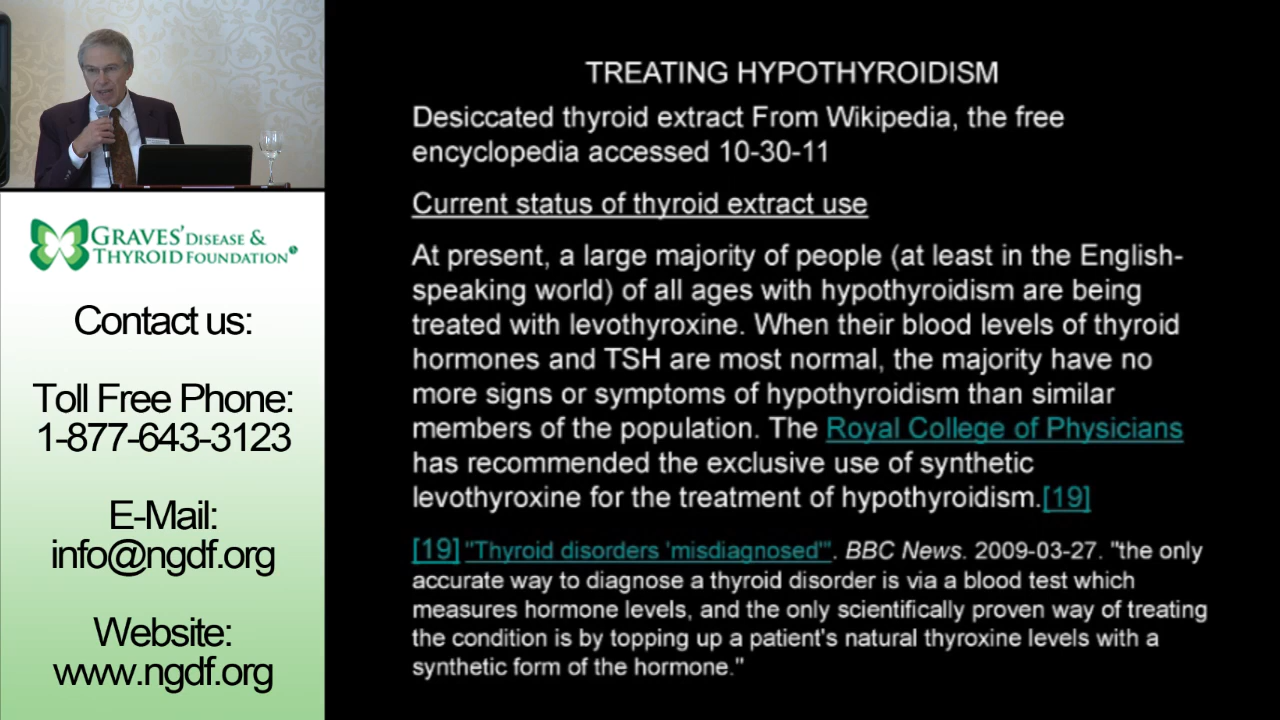 GRAVES' DISEASE &
THYROID FOUNDATION
Contact us:
Toll Free Phone:
1-877-643-3123
E-Mail:
info@ngdf.org
Website:
www.ngdf.org
TREATING HYPOTHYROIDISM
Desiccated thyroid extract From Wikipedia, the free
encyclopedia accessed 10-30-11
Current status of thyroid extract use
At present, a large majority of people (at least in the English-
speaking world) of all ages with hypothyroidism are being
treated with levothyroxine. When their blood levels of thyroid
hormones and TSH are most normal, the majority have no
more signs or symptoms of hypothyroidism than similar
members of the population. The Royal College of Physicians
has recommended the exclusive use of synthetic
levothyroxine for the treatment of hypothyroidism.[19]
[19] "Thyroid disorders 'misdiagnosed'". BBC News. 2009-03-27. "the only
accurate way to diagnose a thyroid disorder is via a blood test which
measures hormone levels, and the only scientifically proven way of treating
the condition is by topping up a patient's natural thyroxine levels with a
synthetic form of the hormone."